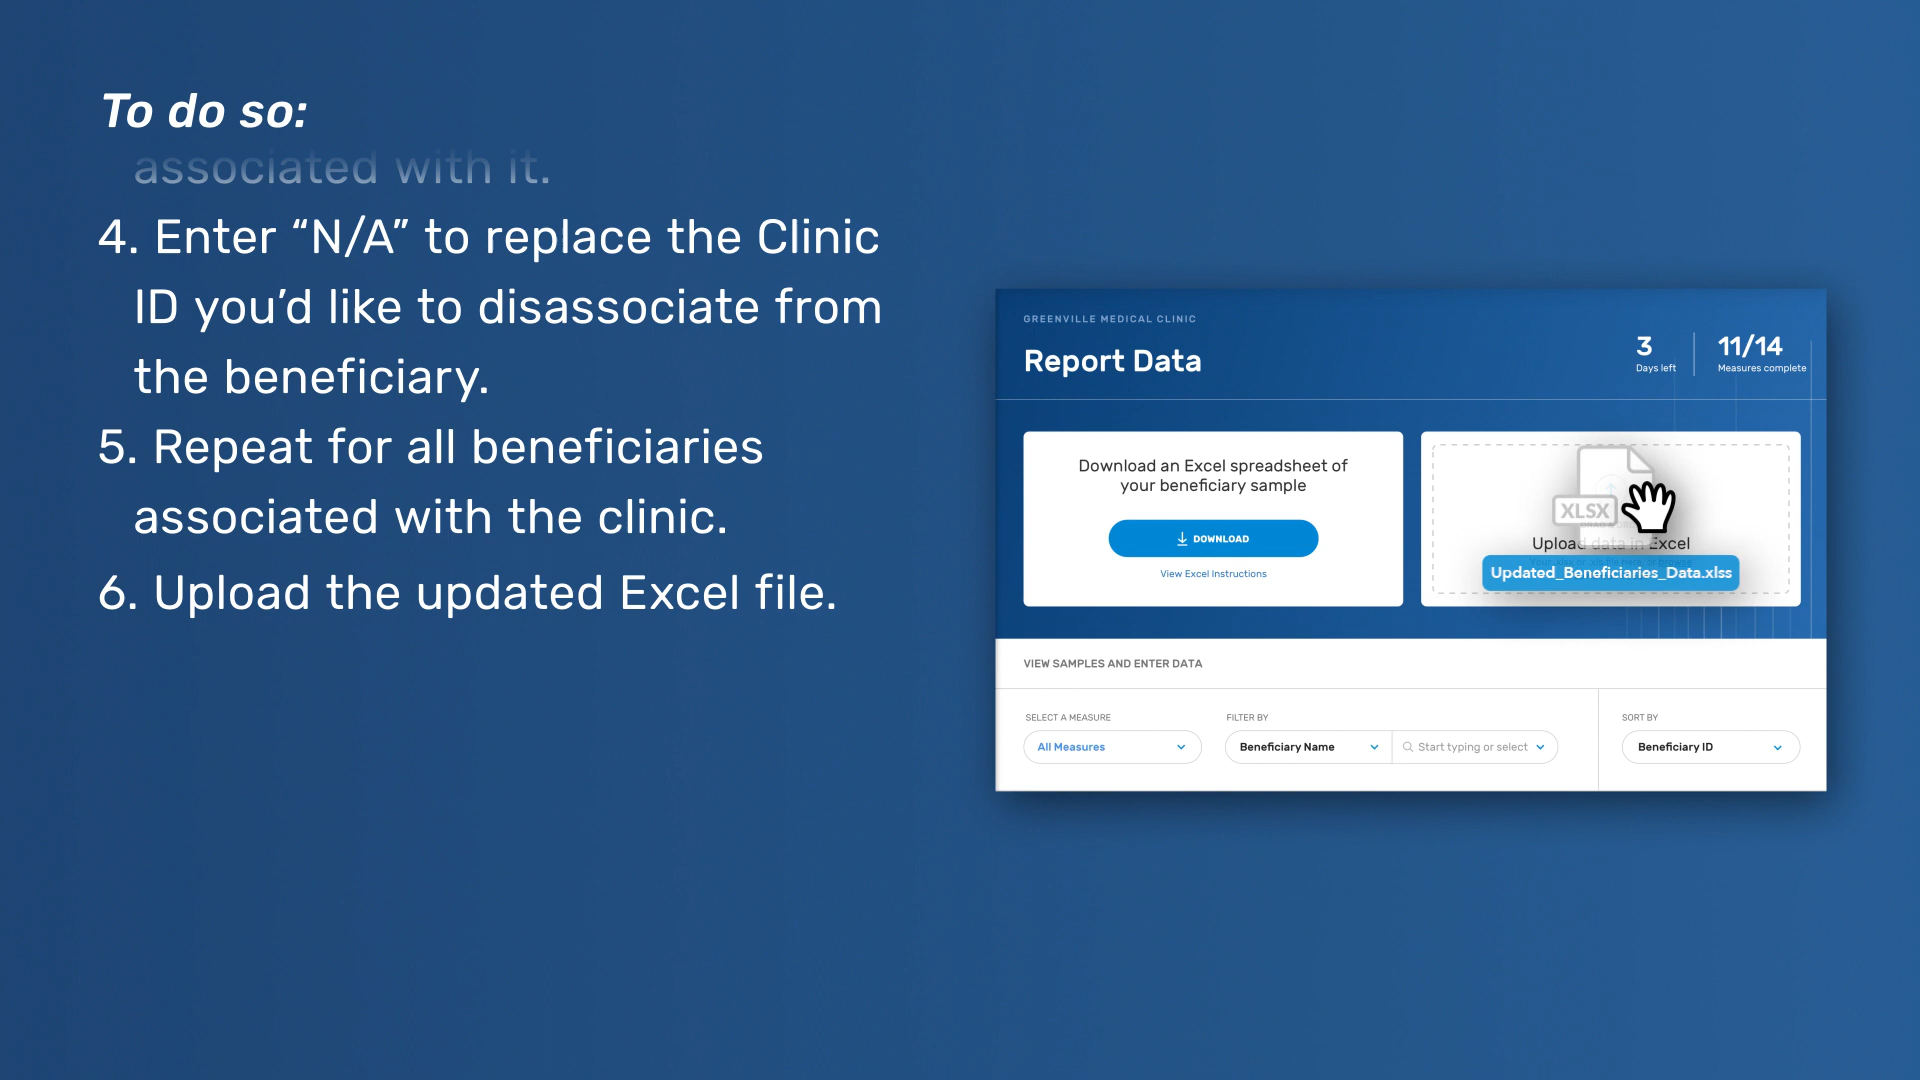 To do so:
associated with it.
4. Enter “N/A” to replace the Clinic
ID you’d like to disassociate from
the beneficiary.
5. Repeat for all beneficiaries
associated with the clinic.
6. Upload the updated Excel file.
GREENVILLE MEDICAL CLINIC
Report Data
3
Days left
11/14
Measures complete
Download an Excel spreadsheet of
your beneficiary sample
DOWNLOAD
View Excel Instructions
XLSX
Upload data in Excel
Updated_Beneficiaries_Data.xlss
VIEW SAMPLES AND ENTER DATA
SELECT A MEASURE
All Measures
FILTER BY
Beneficiary Name
Start typing or select
SORT BY
Beneficiary ID